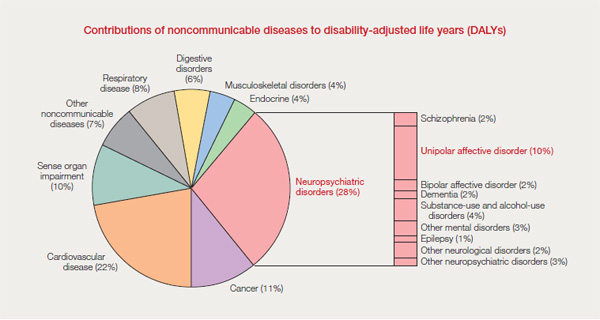 Contributions of noncommunicable diseases to disability-adjusted life years (DALYs)
Digestive
disorders
(6%)
Musculoskeletal disorders (4%)
Endocrine (4%)
Respiratory
disease (8%)
Other
noncommunicable
diseases (7%)
Sense organ
impairment
(10%)
Cardiovascular
disease (22%)
Cancer (11%)
Neuropsychiatric
disorders (28%)
Schizophrenia (2%)
Unipolar affective disorder (10%)
Bipolar affective disorder (2%)
Dementia (2%)
Substance-use and alcohol-use
disorders (4%)
Other mental disorders (3%)
Epilepsy (1%)
Other neurological disorders (2%)
Other neuropsychiatric disorders (3%)